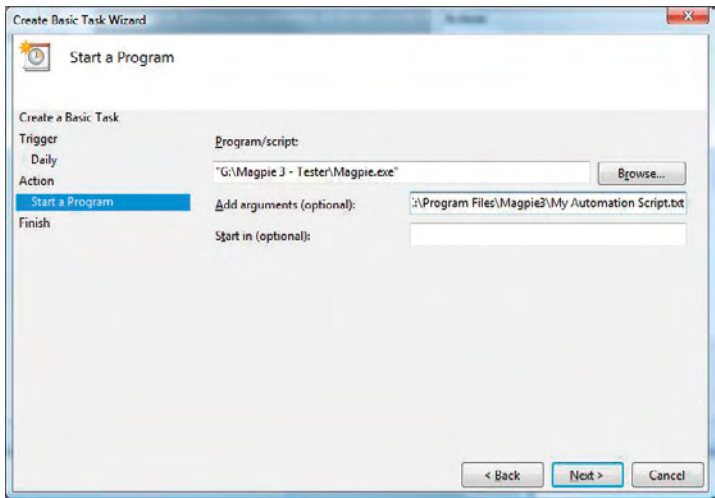 Create Basic Task Wizard
Start a Program
Create a Basic Task
Trigger
Program/script:
Daily
"G:\Magpie 3 - Tester\Magpie.exe"
Browse...
Action
Start a Program
Add arguments (optional):
:\Program Files\Magpie3\My Automation Script.txt
Finish
Start in (optional):
< Back
Next >
Cancel